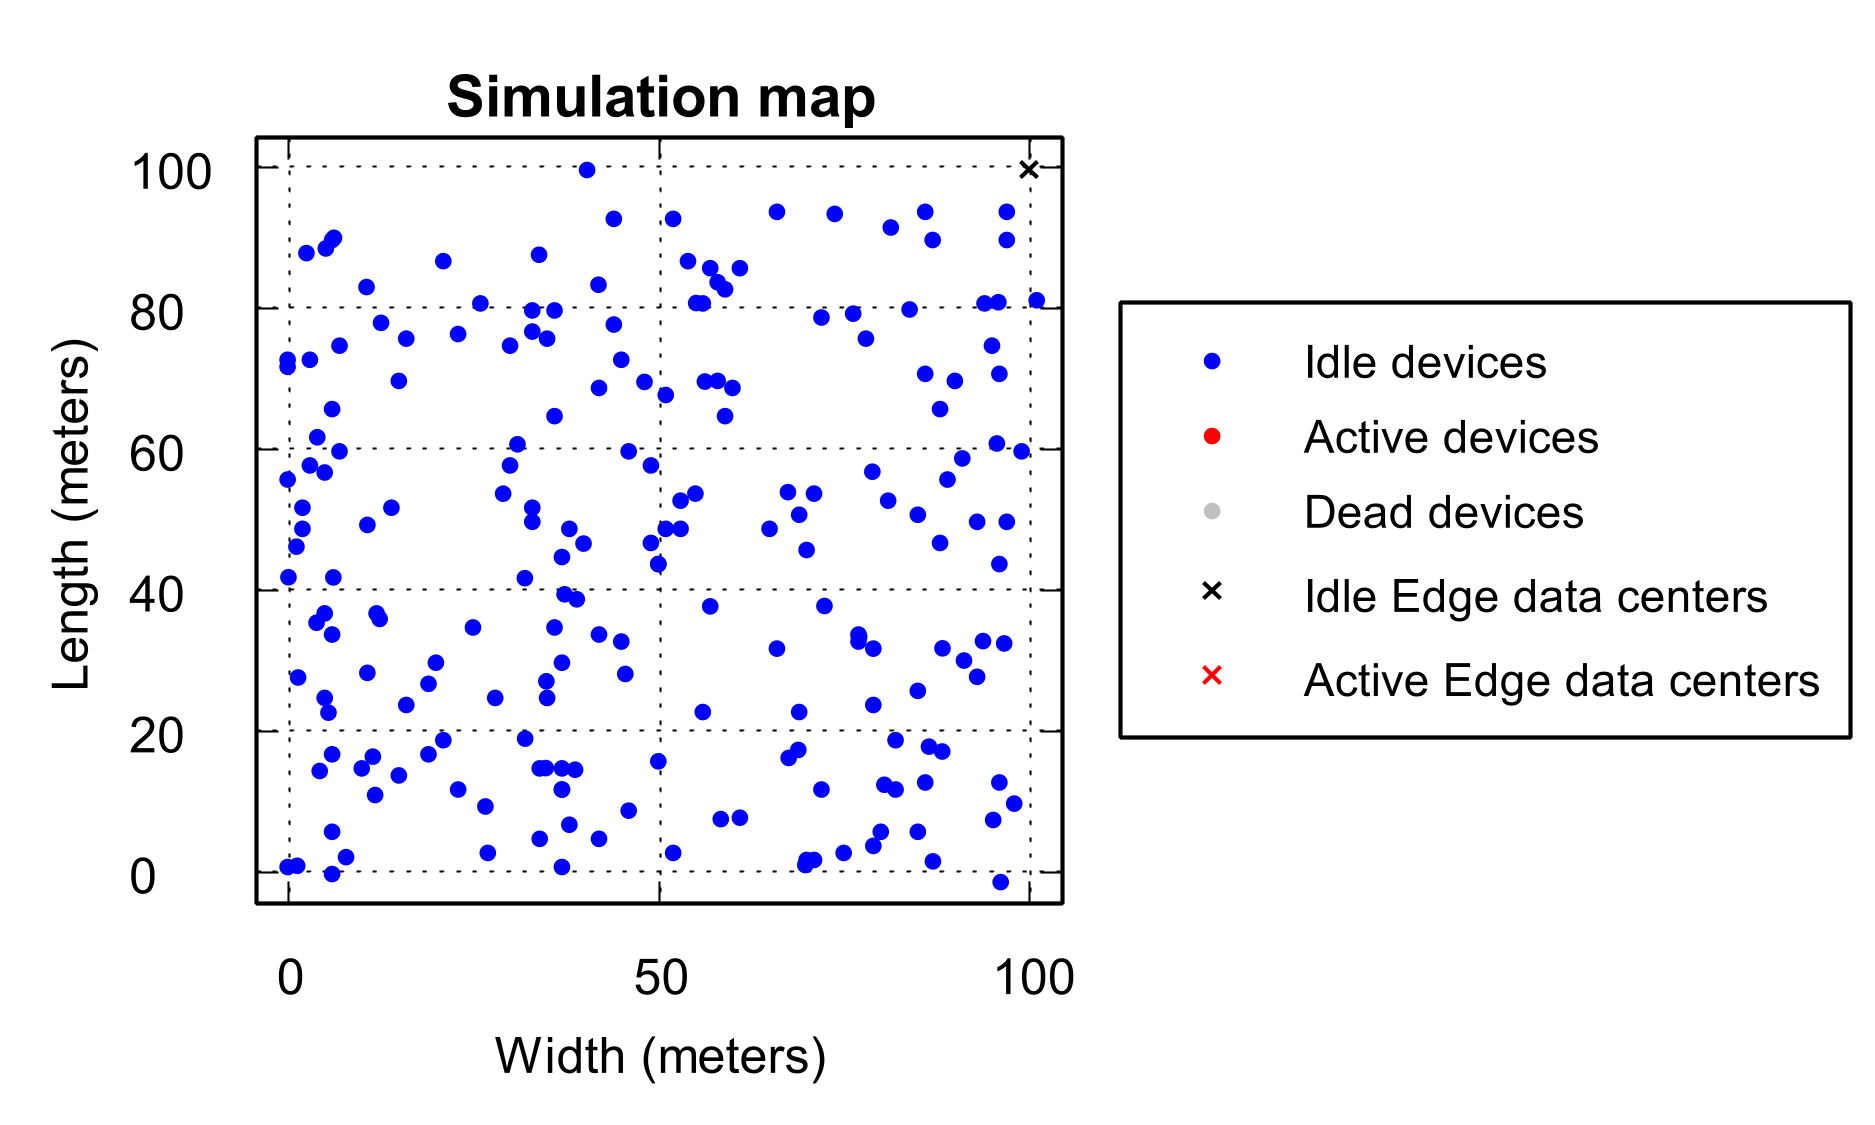 Simulation map
100
80
60
40
20
0
Length (meters)
0 50 100
Width (meters)
Idle devices
Active devices
Dead devices
Idle Edge data centers
Active Edge data centers